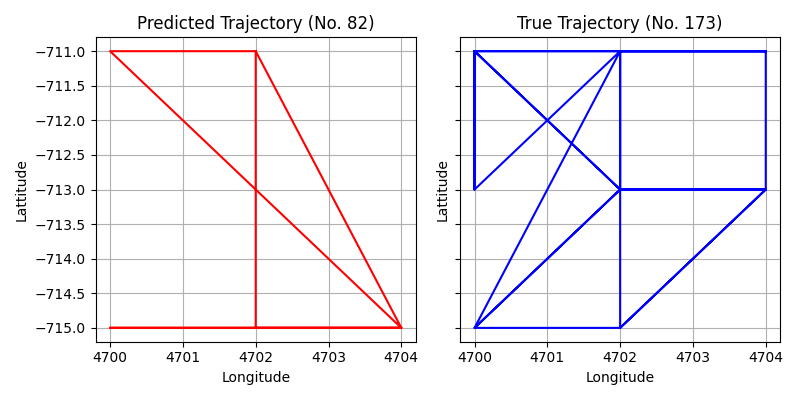 Predicted Trajectory (No. 82)
True Trajectory (No. 173)
−711.0
−711.5
−712.0
−712.5
−713.0
−713.5
−714.0
−714.5
−715.0
Lattitude
Lattitude
4700 4701 4702 4703 4704
4700 4701 4702 4703 4704
Longitude
Longitude